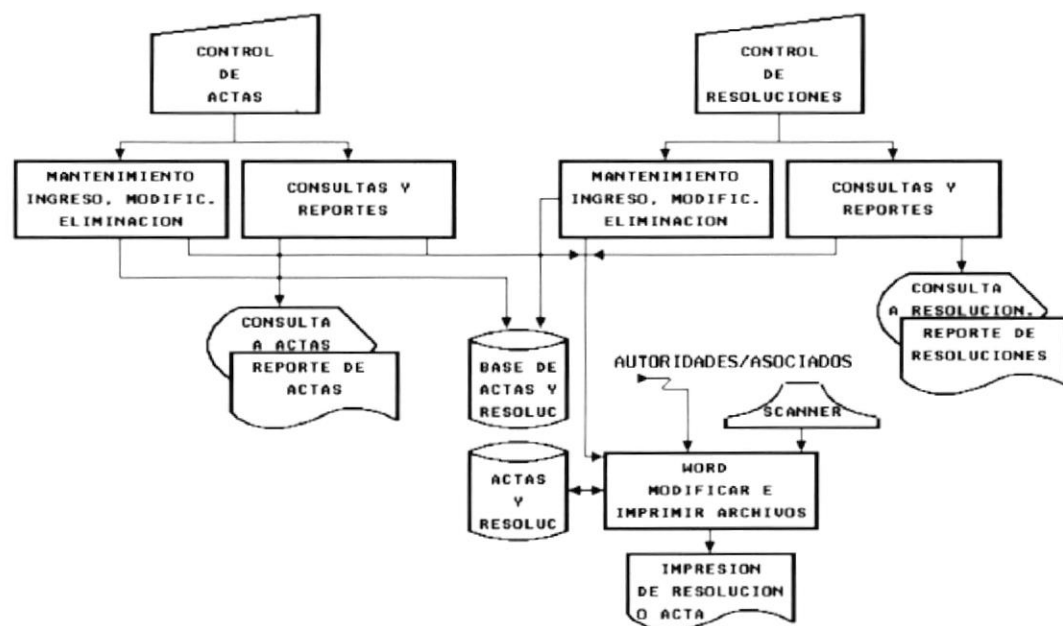 CONTROL
DE
ACTAS
CONTROL
DE
RESOLUCIONES
MANTENIMIENTO
INGRESO, MODIFIC.
ELIMINACION
CONSULTAS Y
REPORTES
MANTENIMIENTO
INGRESO, MODIFIC.
ELIMINACION
CONSULTAS Y
REPORTES
CONSULTA
A ACTAS
REPORTE DE
ACTAS
BASE DE
ACTAS Y
RESOLUC
AUTORIDADES/ASOCIADOS
SCANNER
CONSULTA
A RESOLUCION.
REPORTE DE
RESOLUCIONES
ACTAS
Y
RESOLUC
WORD
MODIFICAR E
IMPRIMIR ARCHIVOS
IMPRESION
DE RESOLUCION
O ACTA